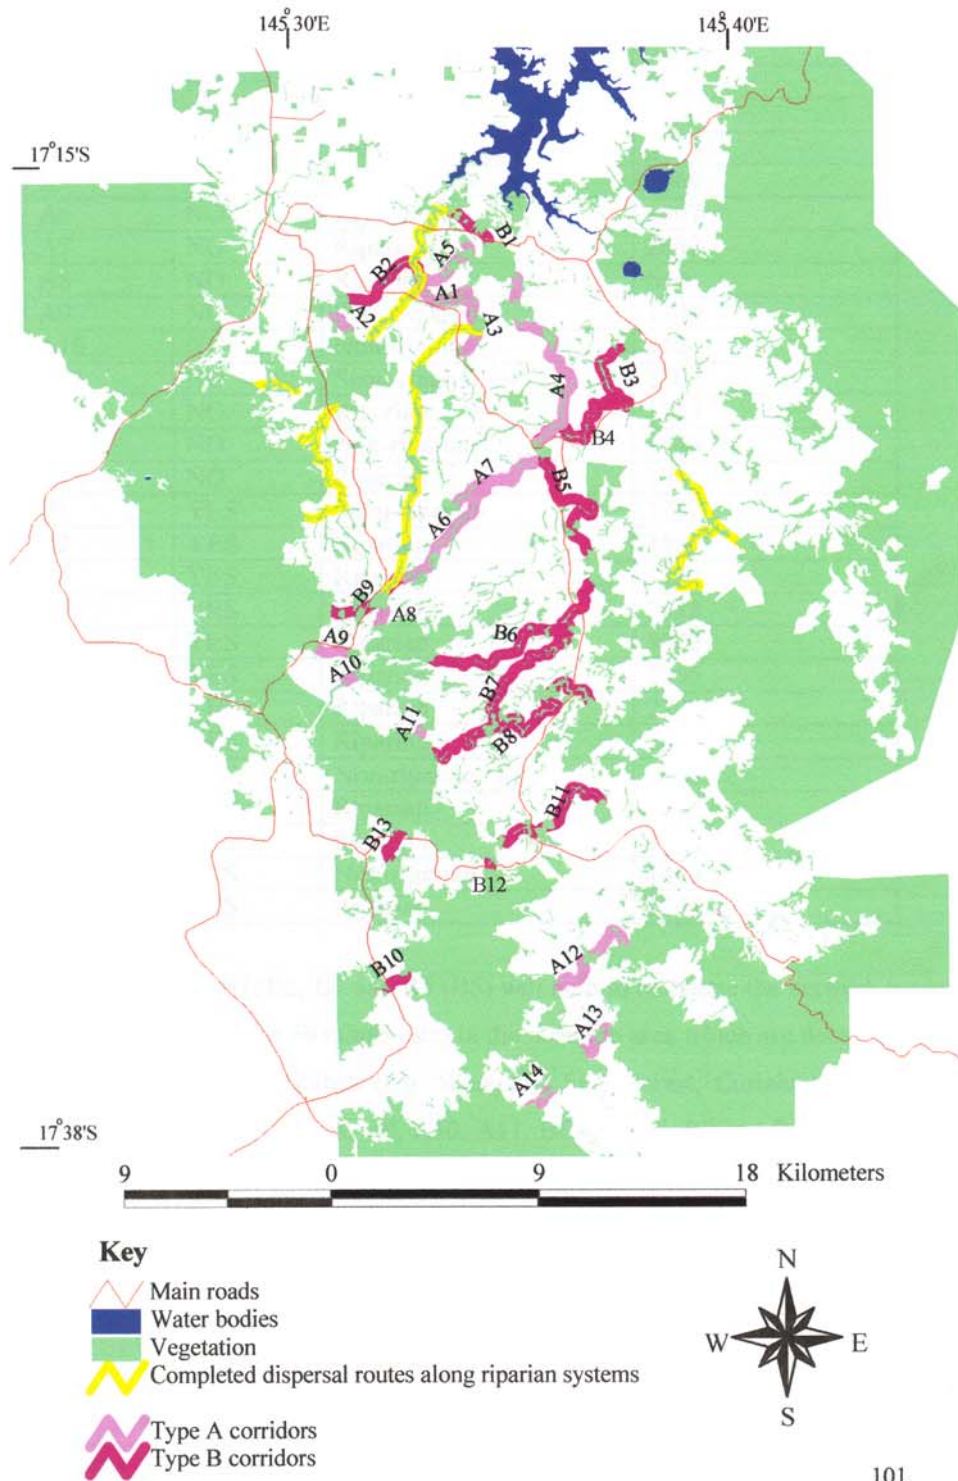 145°30'E 145°40'E
17°15'S
B1
A5
B2
A1
A2
A3
B3
A4
B4
A7
B5
A6
B9
A8
A9
B6
A10
B7
A11
B8
B11
B13
B12
A12
B10
A13
A14
17°38'S
9 0 9 18 Kilometers
Key
Main roads
Water bodies
Vegetation
Completed dispersal routes along riparian systems
Type A corridors
Type B corridors
N
W E
S
101